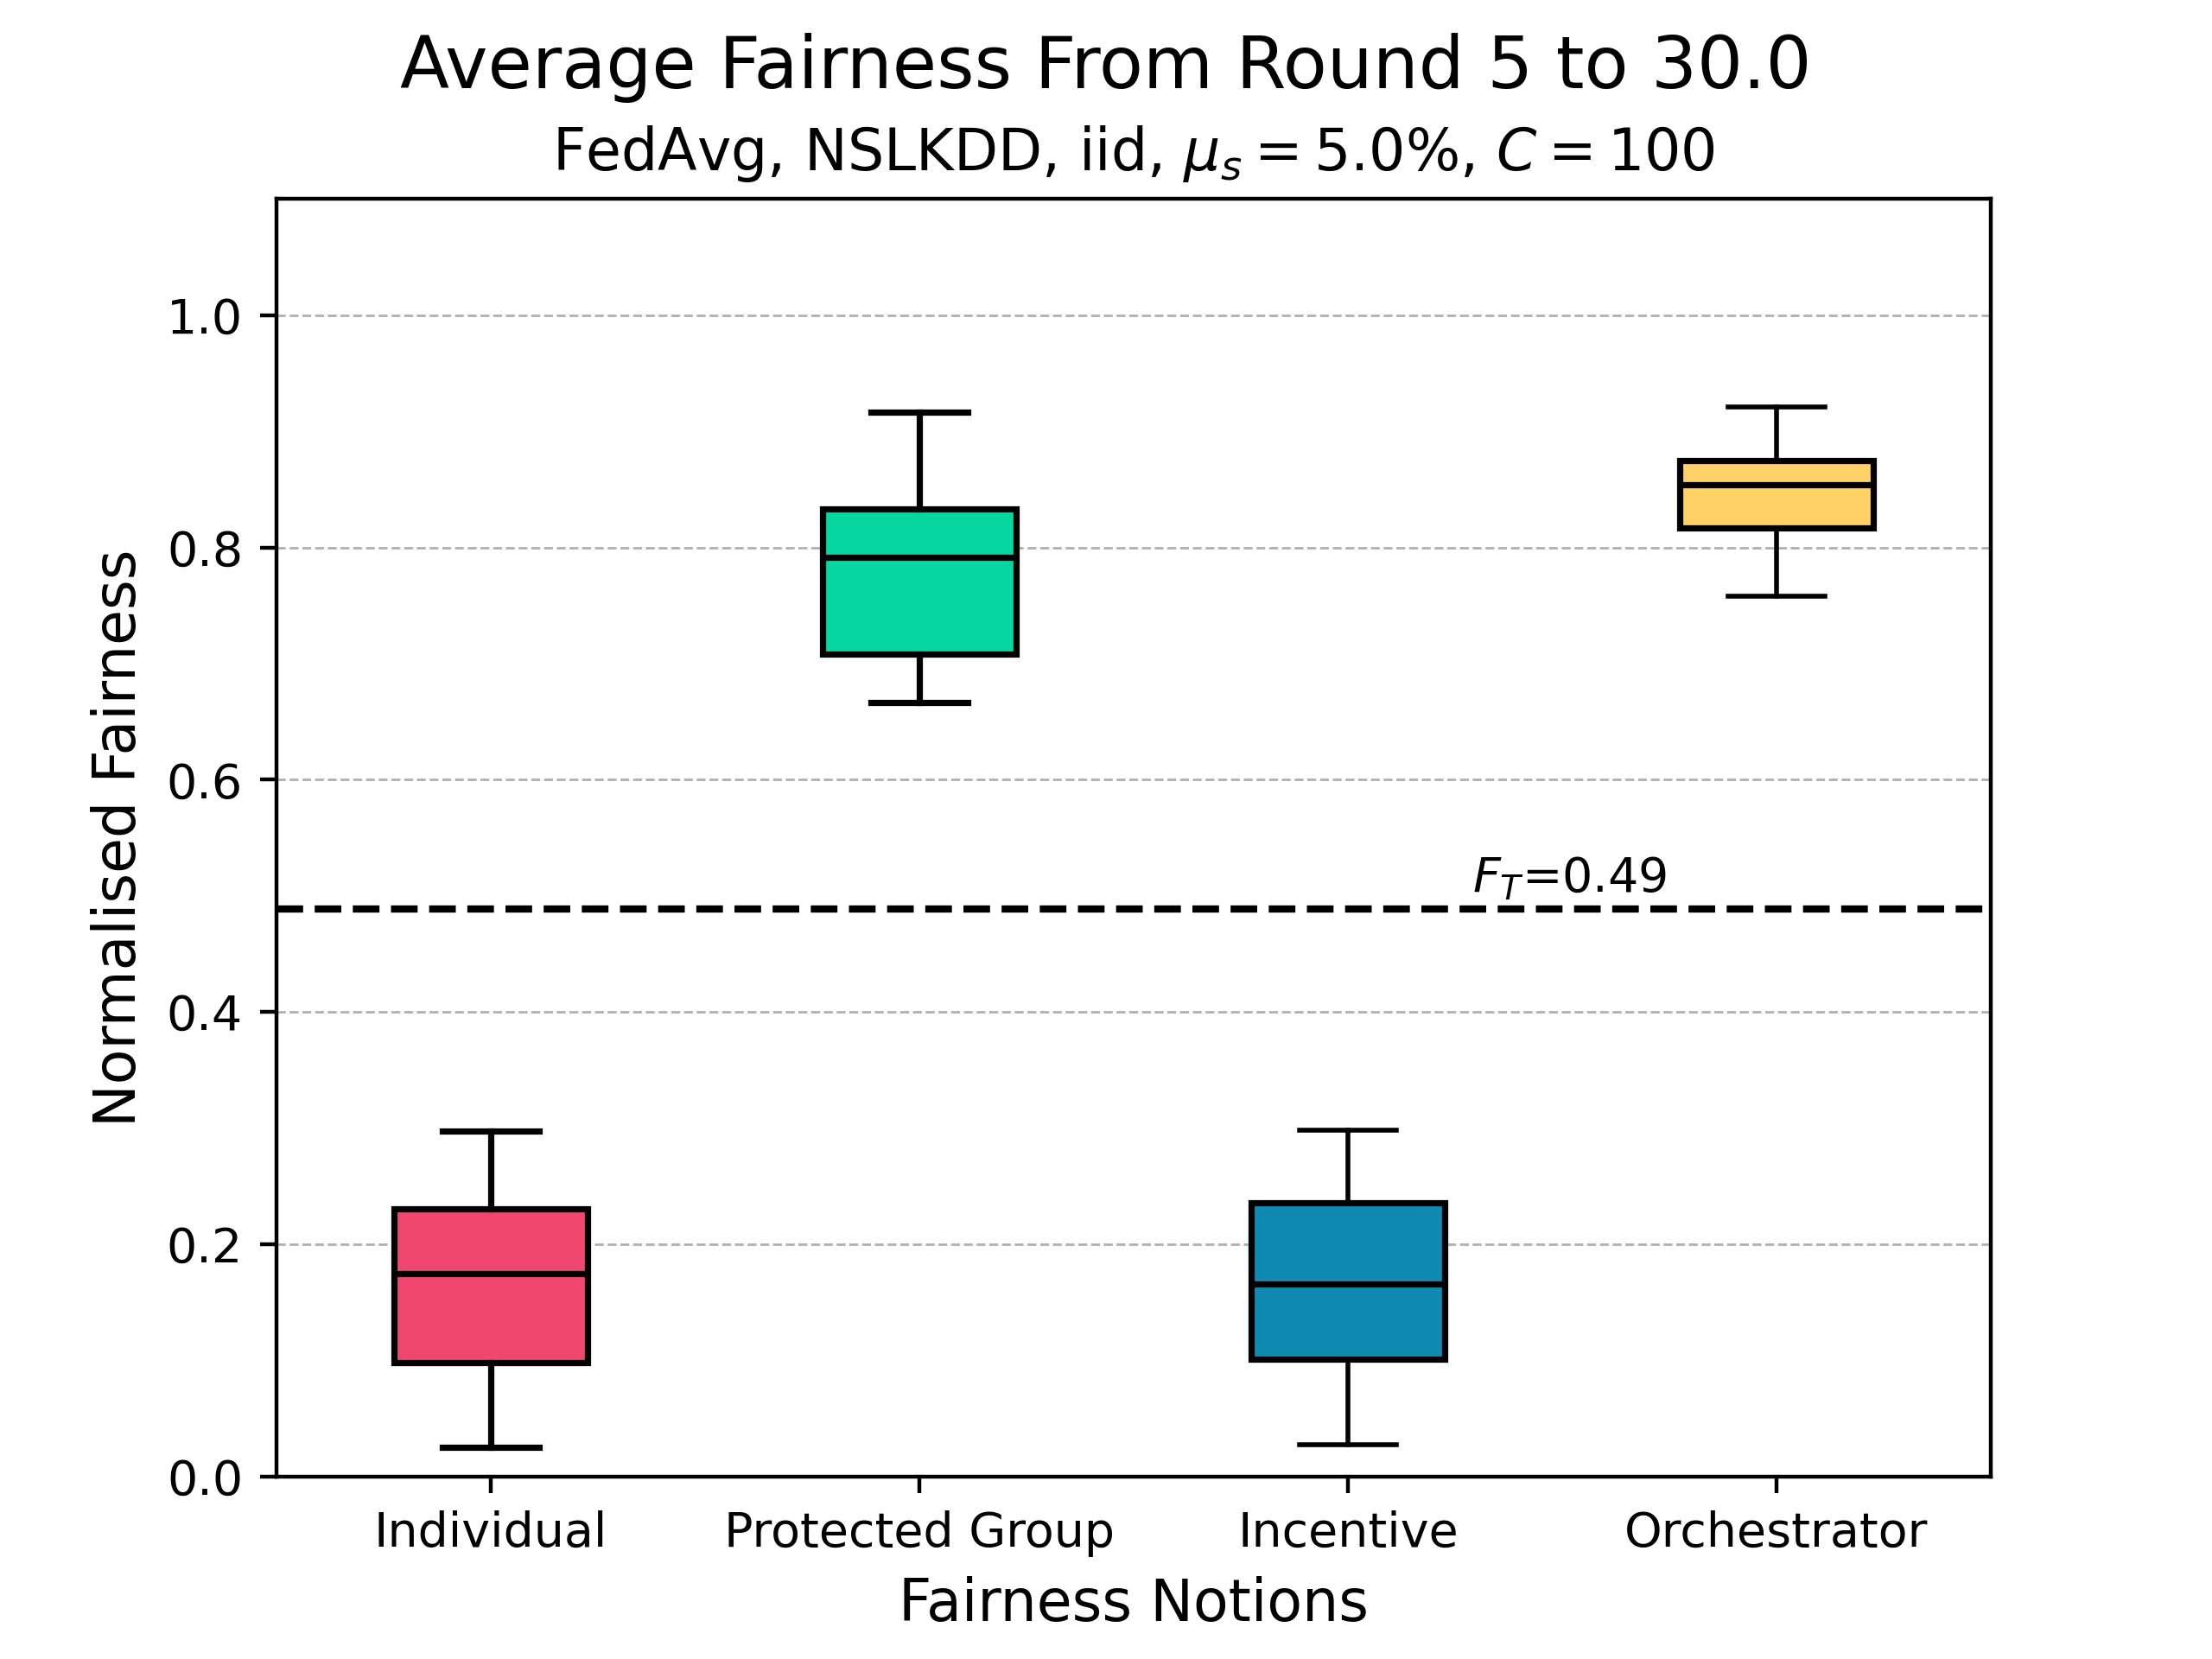 Average Fairness From Round 5 to 30.0
FedAvg, NSLKDD, iid, μₛ = 5.0%, C = 100
Normalised Fairness
1.0
0.8
0.6
0.4
0.2
0.0
F_T=0.49
Individual Protected Group Incentive Orchestrator
Fairness Notions